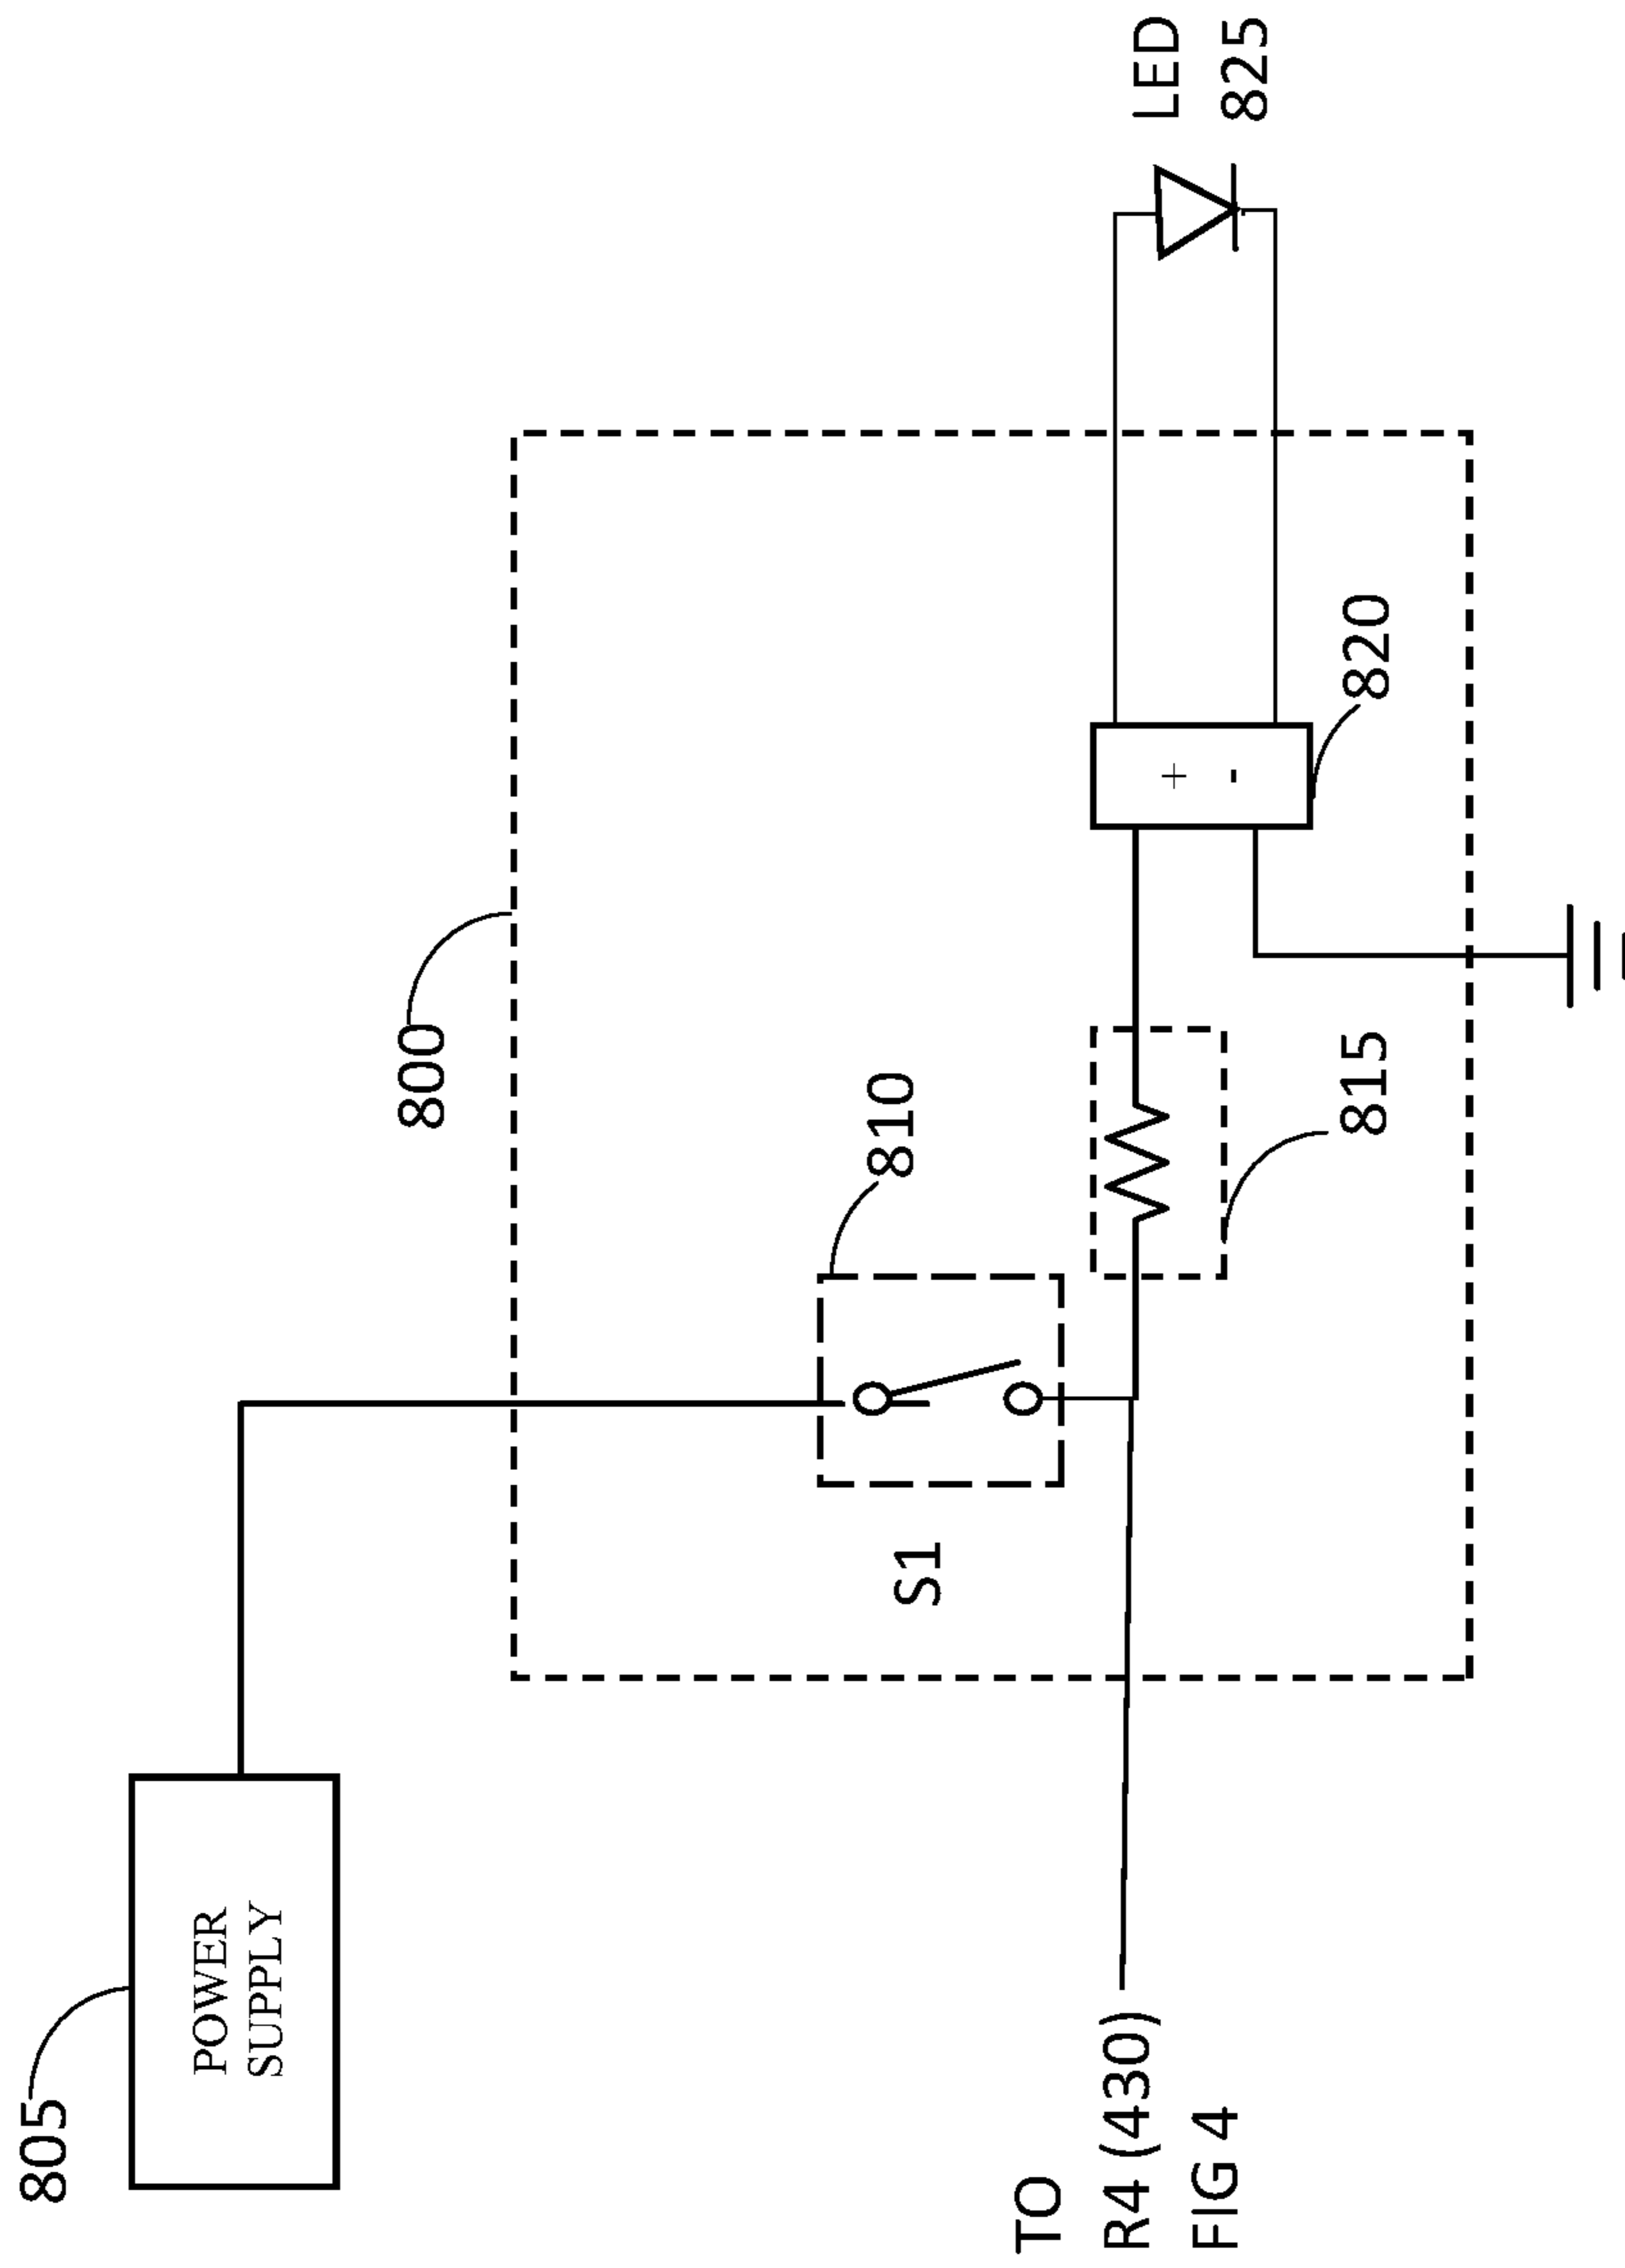 805
POWER
SUPPLY
800
810
S1
TO
R4 (430)
FIG 4
815
+
-
820
LED
825